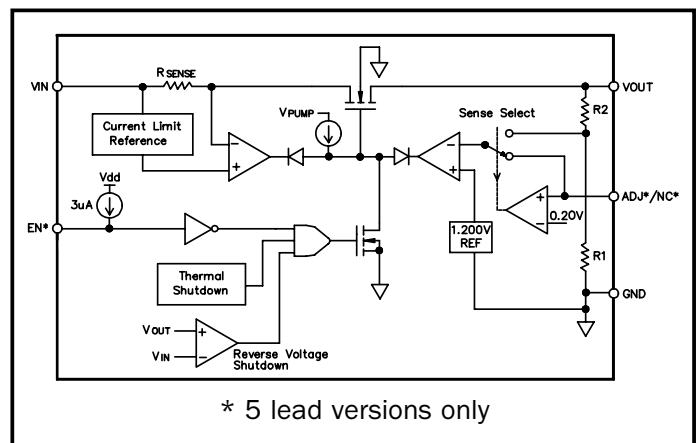 VIN
RSENSE
VOUT
Current Limit
Reference
VPUMP
Sense Select
R2
Vdd
3uA
EN*
1.200V
REF
0.20V
ADJ*/NC*
R1
Thermal
Shutdown
GND
VOUT
VIN
Reverse Voltage
Shutdown
* 5 lead versions only